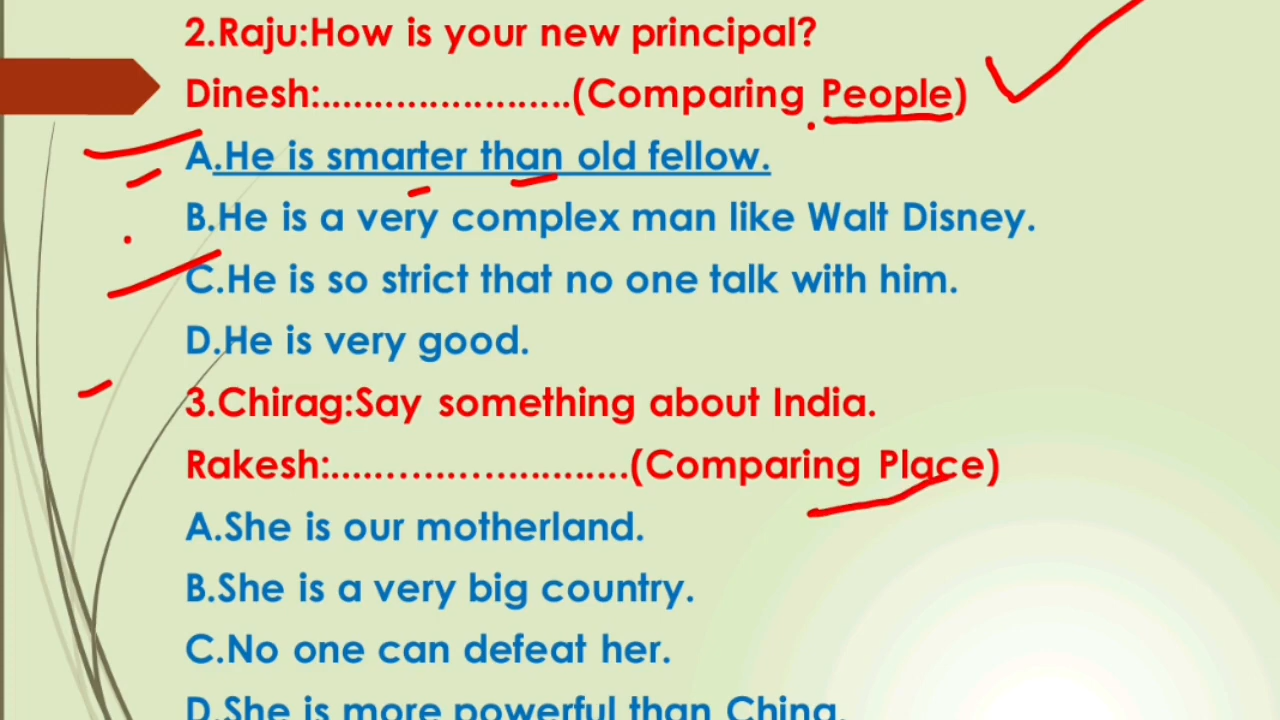 2.Raju:How is your new principal?
Dinesh:...........................(Comparing People)
A.He is smarter than old fellow.
B.He is a very complex man like Walt Disney.
C.He is so strict that no one talk with him.
D.He is very good.
3.Chirag:Say something about India.
Rakesh:................................(Comparing Place)
A.She is our motherland.
B.She is a very big country.
C.No one can defeat her.
D.She is more powerful than China.